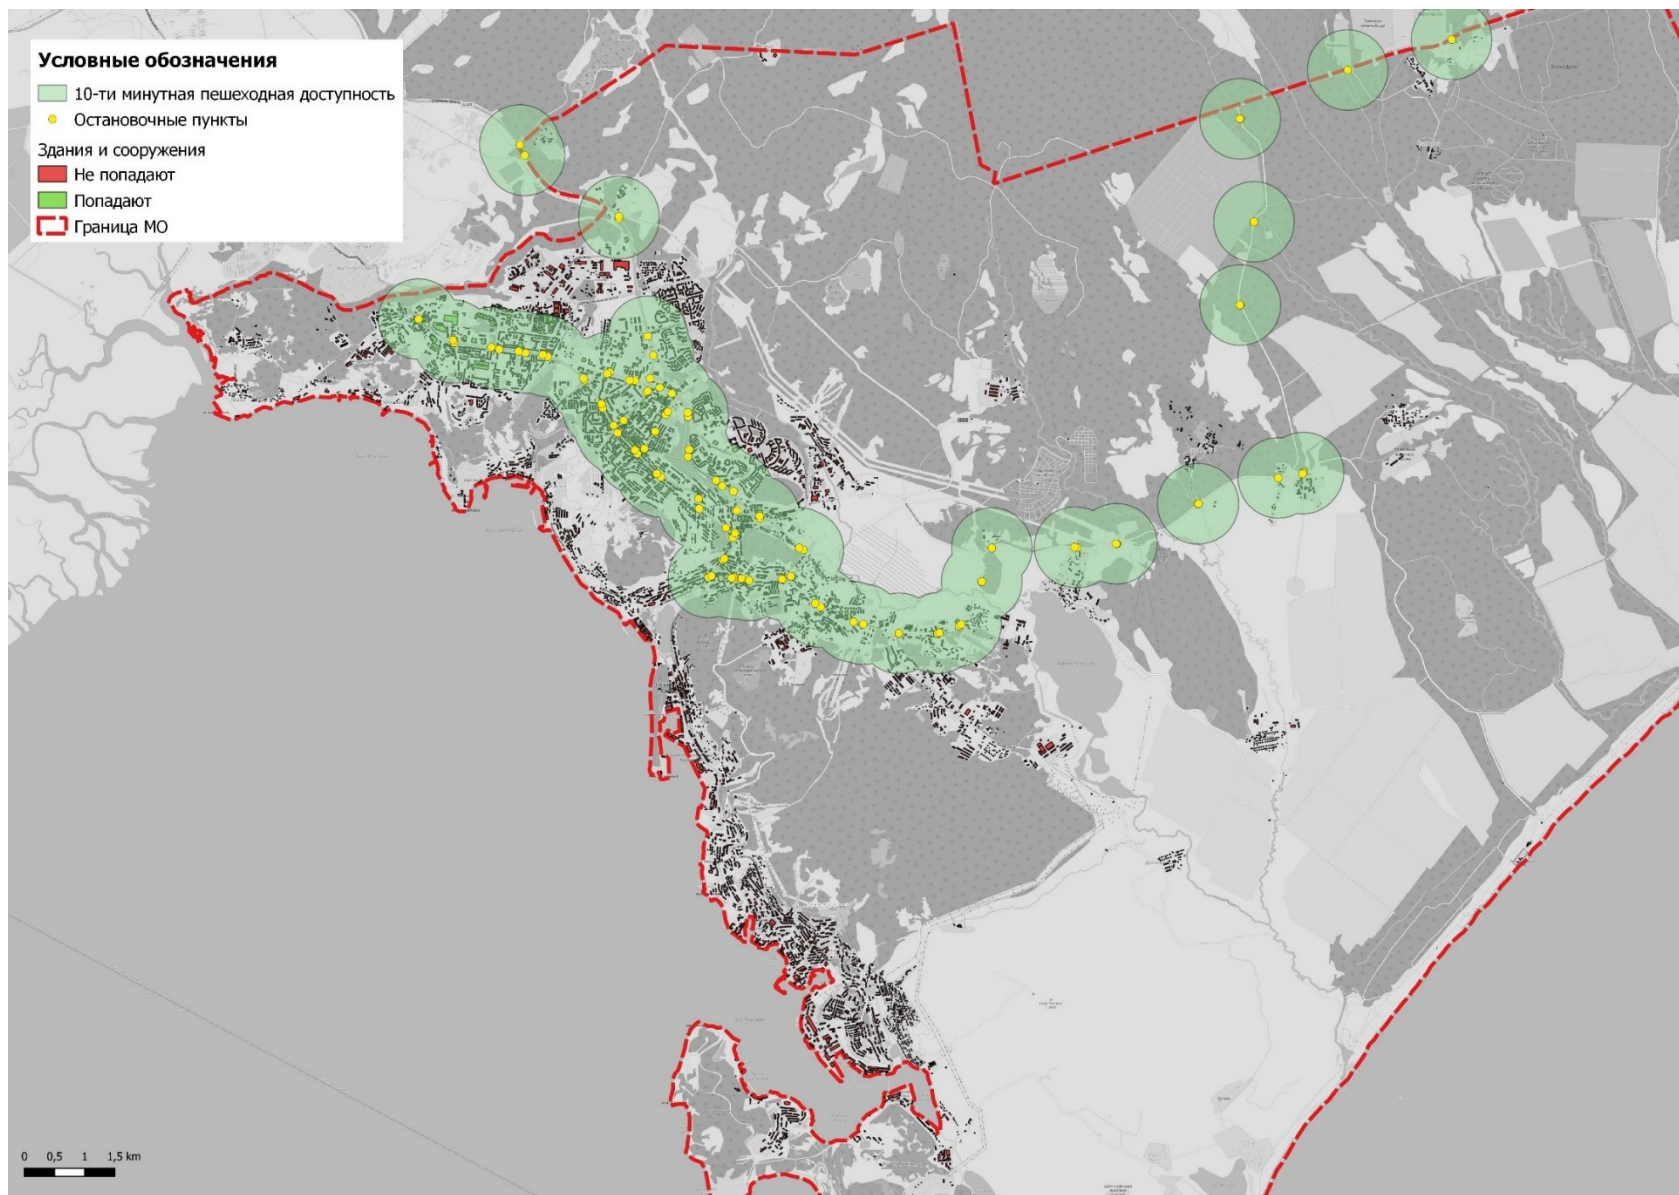 Условные обозначения
10-ти минутная пешеходная доступность
Остановочные пункты
Здания и сооружения
Не попадают
Попадают
Граница МО
0 0,5 1 1,5 km